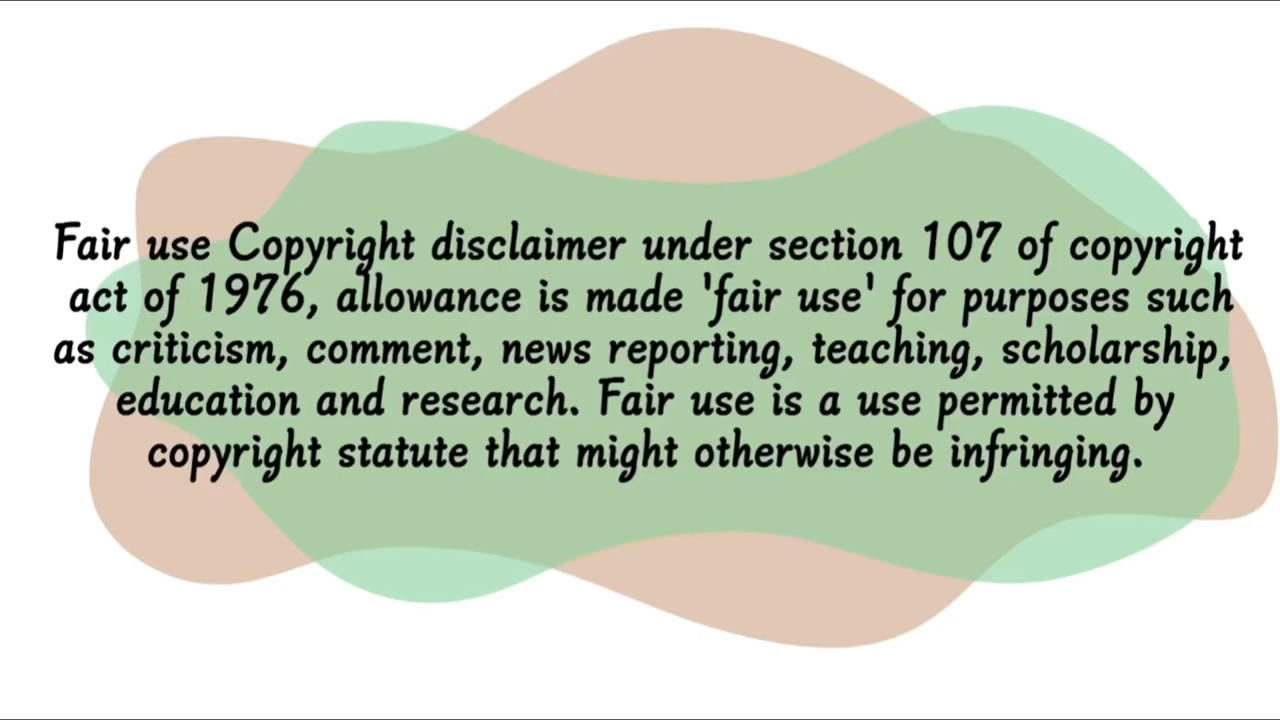 Fair use Copyright disclaimer under section 107 of copyright
act of 1976, allowance is made 'fair use' for purposes such
as criticism, comment, news reporting, teaching, scholarship,
education and research. Fair use is a use permitted by
copyright statute that might otherwise be infringing.